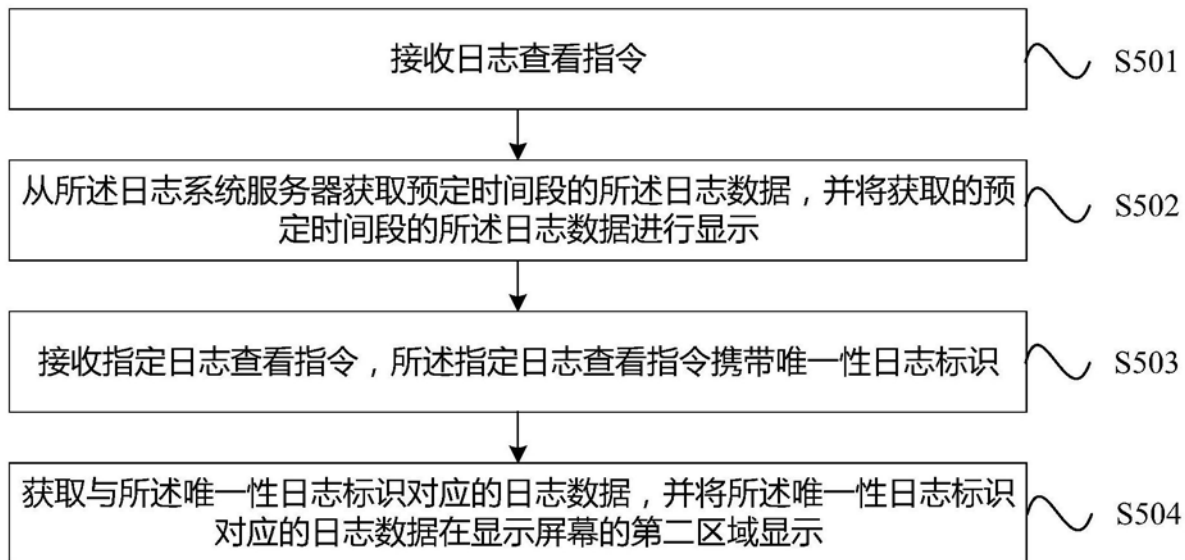 接收日志查看指令
S501
从所述日志系统服务器获取预定时间段的所述日志数据，并将获取的预
定时间段的所述日志数据进行显示
S502
接收指定日志查看指令，所述指定日志查看指令携带唯一性日志标识
S503
获取与所述唯一性日志标识对应的日志数据，并将所述唯一性日志标识
对应的日志数据在显示屏幕的第二区域显示
S504